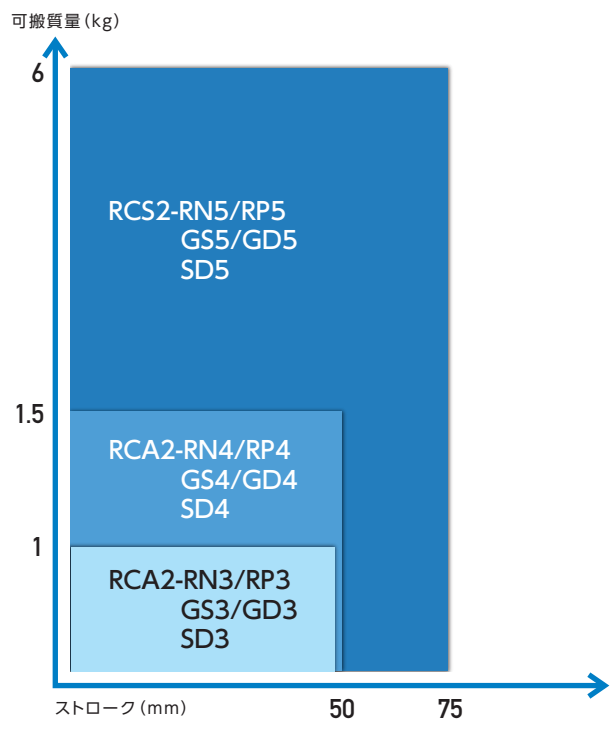 可搬質量(kg)
6
RCS2-RN5/RP5
GS5/GD5
SD5
1.5
RCA2-RN4/RP4
GS4/GD4
SD4
1
RCA2-RN3/RP3
GS3/GD3
SD3
ストローク(mm) 50 75